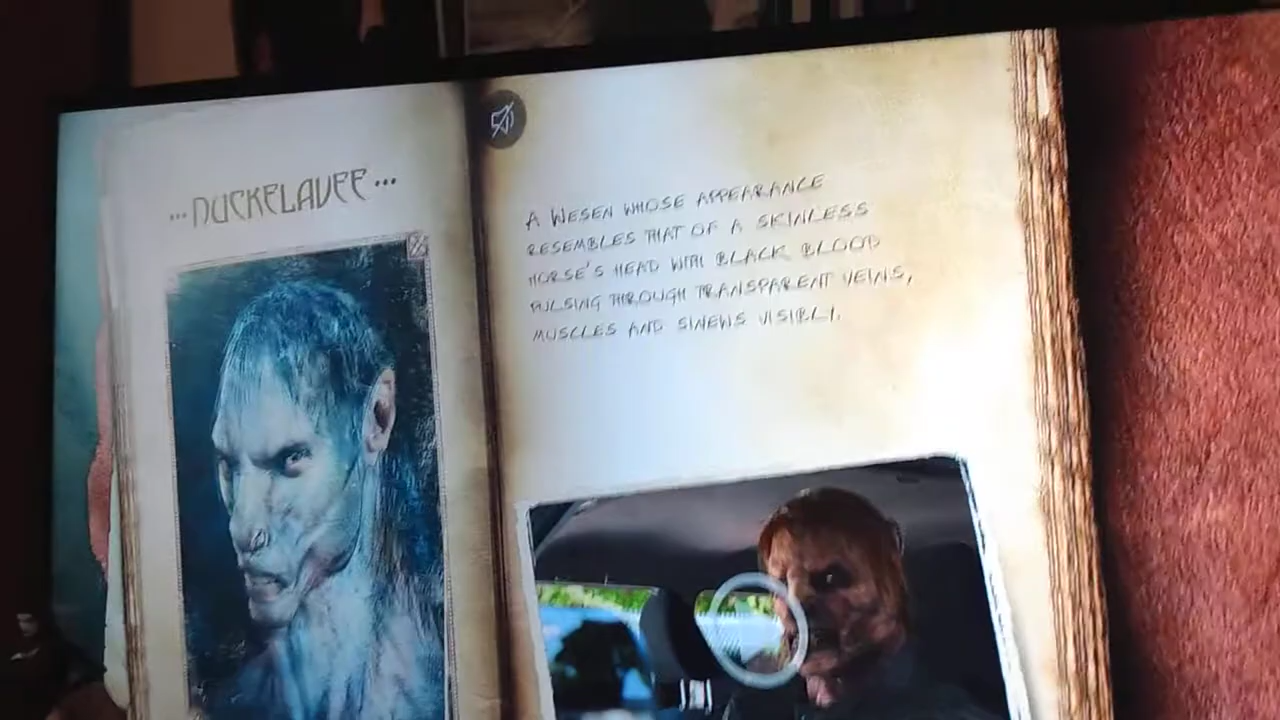 ...NUCKELAVEE...
A WESEN WHOSE APPEARANCE
RESEMBLES THAT OF A SKINLESS
HORSE'S HEAD WITH BLACK BLOOD
PULSING THROUGH TRANSPARENT VEINS,
MUSCLES AND SINEWS VISIBLY.